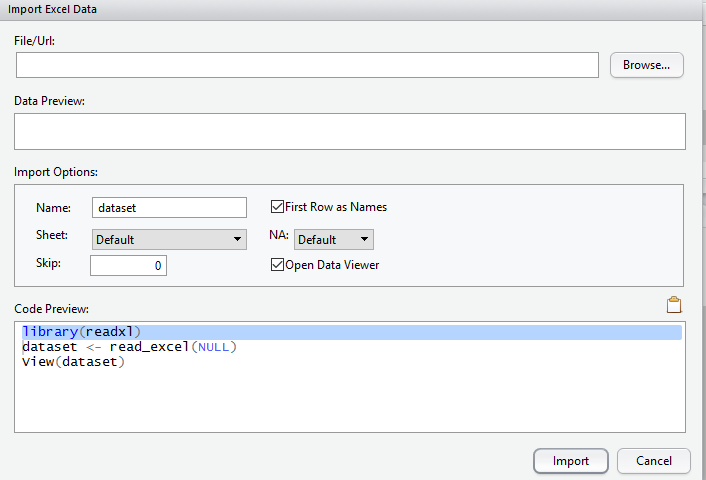 Import Excel Data
File/Url:
Browse...
Data Preview:
Import Options:
Name: dataset First Row as Names
Sheet: Default NA: Default
Skip: 0 Open Data Viewer
Code Preview:
library(readxl)
dataset <- read_excel(NULL)
View(dataset)
Import Cancel